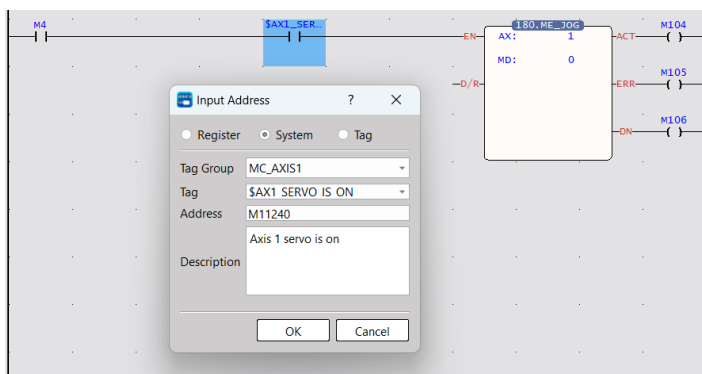 M4
$AX1_SER...
180.ME_JOG
M104
EN
AX: 1
ACT
MD: 0
M105
D/R
ERR
M106
DN
Input Address ? ×
Register System Tag
Tag Group MC_AXIS1
Tag $AX1 SERVO IS ON
Address M11240
Description Axis 1 servo is on
OK Cancel